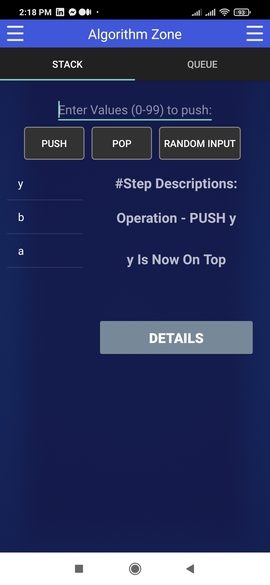 2:18 PM
93
Algorithm Zone
STACK QUEUE
Enter Values (0-99) to push:
PUSH POP RANDOM INPUT
y
b
a
#Step Descriptions:
Operation - PUSH y
y Is Now On Top
DETAILS